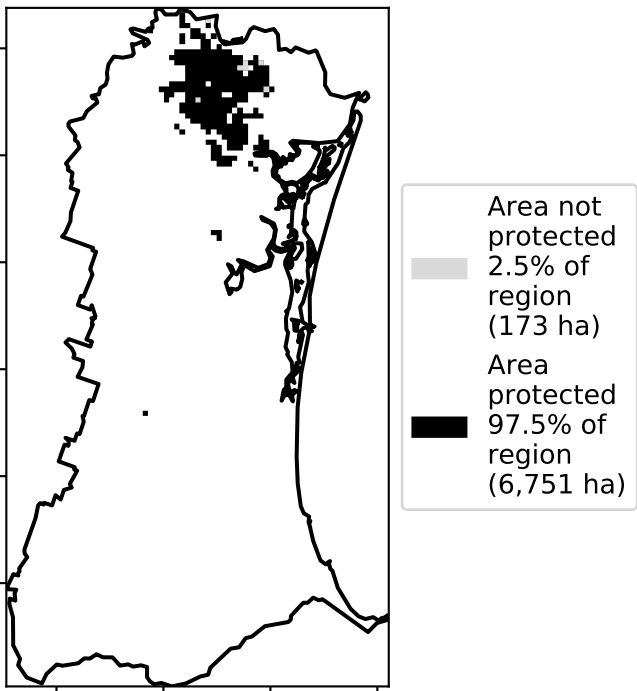 Area not
protected
2.5% of
region
(173 ha)
Area
protected
97.5% of
region
(6,751 ha)